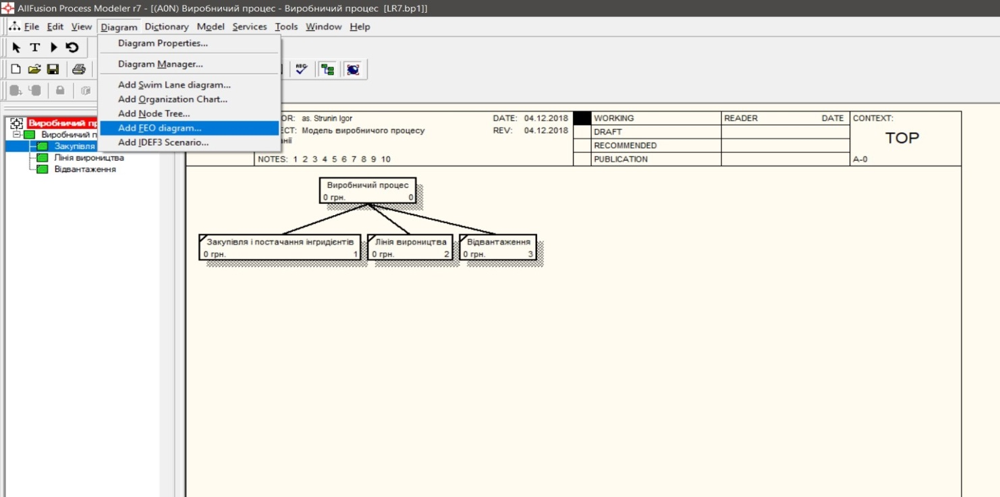 AllFusion Process Modeler r7 - [(A0N) Виробничий процес - Виробничий процес [LR7.bp1]]
File Edit View Diagram Dictionary Model Services Tools Window Help
Diagram Properties...
Diagram Manager...
Add Swim Lane diagram...
Add Organization Chart...
Add Node Tree...
Add FEO diagram...
Add IDEF3 Scenario...
T
ABC
Виробничий пр
Виробничий п
Закупівля
Лінія вироництва
Відвантаження
OR: as. Strunin Igor DATE: 04.12.2018
ECT: Модель виробничого процесу REV: 04.12.2018
нії
NOTES: 1 2 3 4 5 6 7 8 9 10
WORKING READER DATE CONTEXT:
DRAFT
RECOMMENDED
PUBLICATION
TOP
A-0
Виробничий процес
0 грн. 0
Закупівля і постачання інгридієнтів
0 грн. 1
Лінія вироництва
0 грн. 2
Відвантаження
0 грн. 3